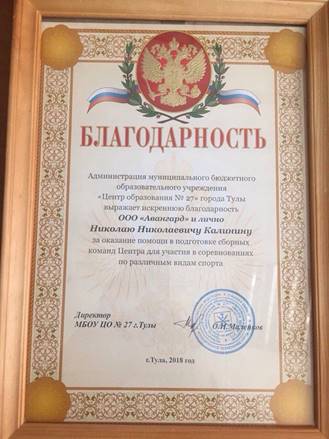 БЛАГОДАРНОСТЬ
Администрация муниципального бюджетного
образовательного учреждения
«Центр образования № 27» города Тулы
выражает искреннюю благодарность
ООО «Авангард» и лично
Николаю Николаевичу Калинину
за оказание помощи в подготовке сборных
команд Центра для участия в соревнованиях
по различным видам спорта
Директор
МБОУ ЦО № 27 г.Тулы
г.Тула, 2018 год